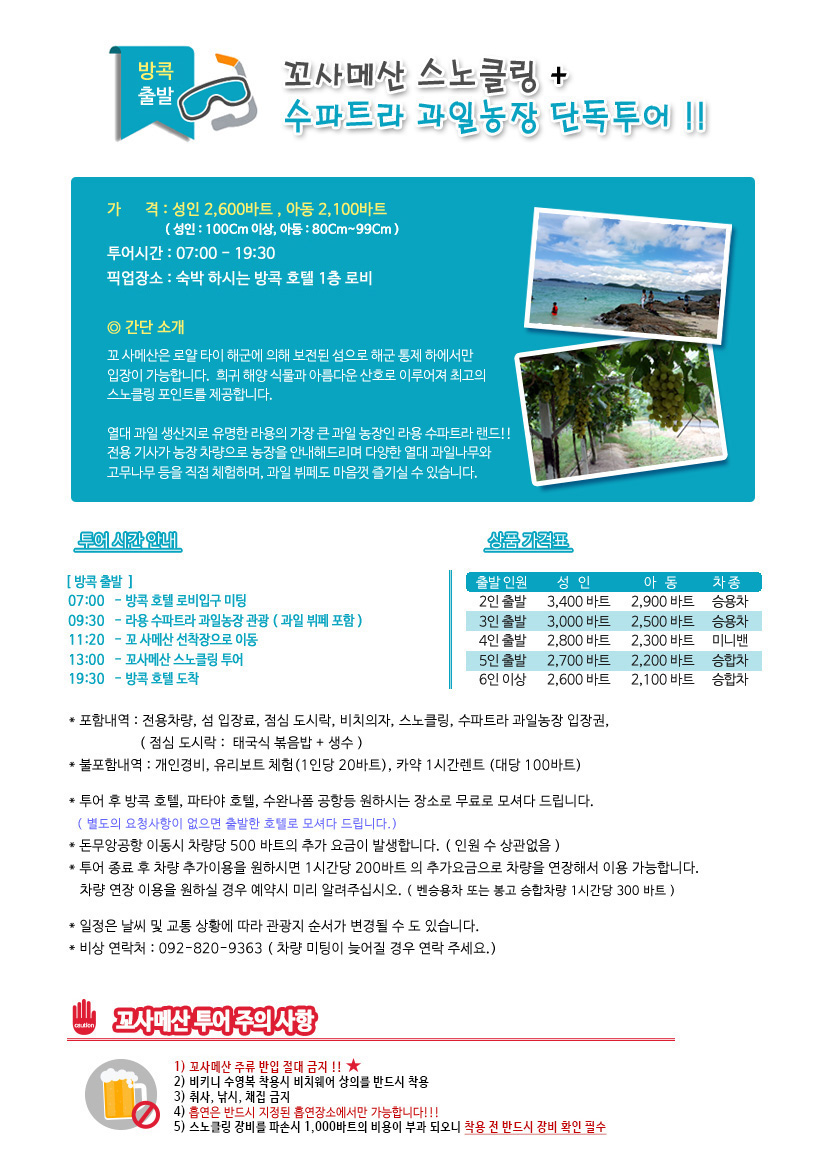 방콕
출발
꼬사메산 스노클링 +
수파트라 과일농장 단독투어 !!
가 격 : 성인 2,600바트 , 아동 2,100바트
( 성인 : 100Cm 이상, 아동 : 80Cm~99Cm )
투어시간 : 07:00 - 19:30
픽업장소 : 숙박 하시는 방콕 호텔 1층 로비
◎ 간단 소개
꼬 사메산은 로얄 타이 해군에 의해 보전된 섬으로 해군 통제 하에서만
입장이 가능합니다. 희귀 해양 식물과 아름다운 산호로 이루어져 최고의
스노클링 포인트를 제공합니다.
열대 과일 생산지로 유명한 라용의 가장 큰 과일 농장인 라용 수파트라 랜드!!
전용 기사가 농장 차량으로 농장을 안내해드리며 다양한 열대 과일나무와
고무나무 등을 직접 체험하며, 과일 뷔페도 마음껏 즐기실 수 있습니다.
투어 시간 안내
[ 방콕 출발 ]
07:00 - 방콕 호텔 로비입구 미팅
09:30 - 라용 수파트라 과일농장 관광 ( 과일 뷔페 포함 )
11:20 - 꼬 사메산 선착장으로 이동
13:00 - 꼬사메산 스노클링 투어
19:30 - 방콕 호텔 도착
상품 가격표
출발 인원 성 인 아 동 차 종
2인 출발 3,400 바트 2,900 바트 승용차
3인 출발 3,000 바트 2,500 바트 승용차
4인 출발 2,800 바트 2,300 바트 미니밴
5인 출발 2,700 바트 2,200 바트 승합차
6인 이상 2,600 바트 2,100 바트 승합차
* 포함내역 : 전용차량, 섬 입장료, 점심 도시락, 비치의자, 스노클링, 수파트라 과일농장 입장권,
( 점심 도시락 : 태국식 볶음밥 + 생수 )
* 불포함내역 : 개인경비, 유리보트 체험(1인당 20바트), 카약 1시간렌트 (대당 100바트)
* 투어 후 방콕 호텔, 파타야 호텔, 수완나폼 공항등 원하시는 장소로 무료로 모셔다 드립니다.
( 별도의 요청사항이 없으면 출발한 호텔로 모셔다 드립니다.)
* 돈무앙공항 이동시 차량당 500 바트의 추가 요금이 발생합니다. ( 인원 수 상관없음 )
* 투어 종료 후 차량 추가이용을 원하시면 1시간당 200바트 의 추가요금으로 차량을 연장해서 이용 가능합니다.
차량 연장 이용을 원하실 경우 예약시 미리 알려주십시오. ( 벤승용차 또는 봉고 승합차량 1시간당 300 바트 )
* 일정은 날씨 및 교통 상황에 따라 관광지 순서가 변경될 수 도 있습니다.
* 비상 연락처 : 092-820-9363 ( 차량 미팅이 늦어질 경우 연락 주세요.)
caution
꼬사메산 투어 주의 사항
1) 꼬사메산 주류 반입 절대 금지 !! ★
2) 비키니 수영복 착용시 비치웨어 상의를 반드시 착용
3) 취사, 낚시, 채집 금지
4) 흡연은 반드시 지정된 흡연장소에서만 가능합니다!!!
5) 스노클링 장비를 파손시 1,000바트의 비용이 부과 되오니 착용 전 반드시 장비 확인 필수